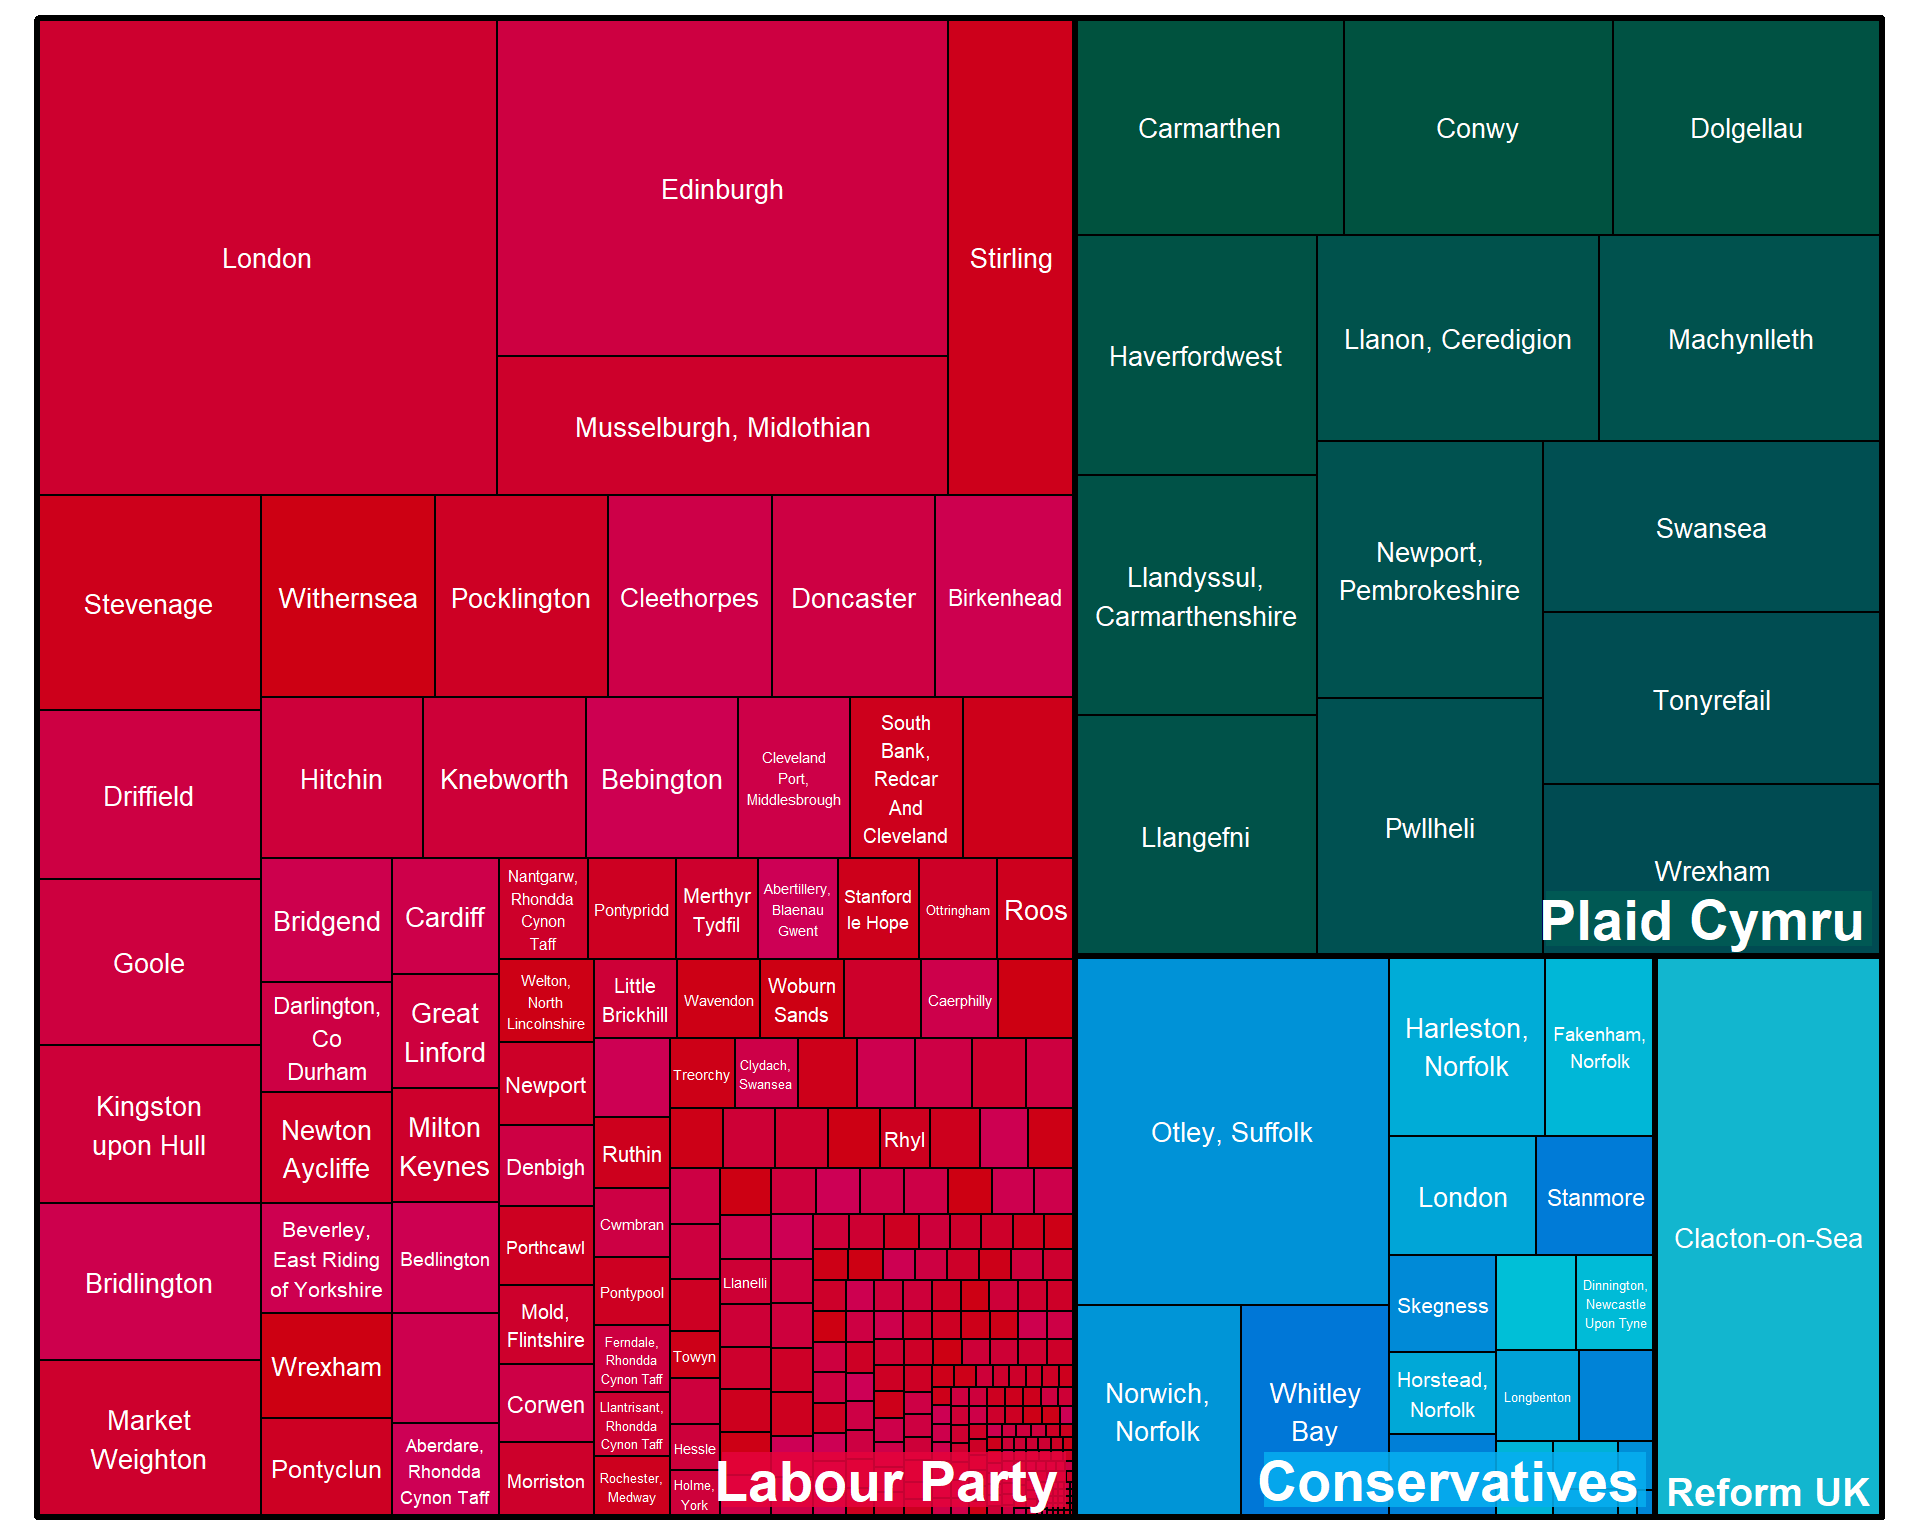 London
Edinburgh
Stirling
Musselburgh, Midlothian
Stevenage
Withernsea
Pocklington
Cleethorpes
Doncaster
Birkenhead
Driffield
Hitchin
Knebworth
Bebington
Cleveland
Port,
Middlesbrough
South
Bank,
Redcar
And
Cleveland
Goole
Bridgend
Cardiff
Nantgarw,
Rhondda
Cynon
Taff
Pontypridd
Merthyr
Tydfil
Abertillery,
Blaenau
Gwent
Stanford
le Hope
Ottringham
Roos
Darlington,
Co
Durham
Great
Linford
Welton,
North
Lincolnshire
Little
Brickhill
Wavendon
Woburn
Sands
Caerphilly
Kingston
upon Hull
Newton
Aycliffe
Milton
Keynes
Newport
Treorchy
Clydach,
Swansea
Denbigh
Ruthin
Rhyl
Bridlington
Beverley,
East Riding
of Yorkshire
Bedlington
Porthcawl
Cwmbran
Mold,
Flintshire
Pontypool
Llanelli
Wrexham
Corwen
Ferndale,
Rhondda
Cynon Taff
Towyn
Market
Weighton
Pontyclun
Aberdare,
Rhondda
Cynon Taff
Morriston
Llantrisant,
Rhondda
Cynon Taff
Rochester,
Medway
Hessle
Holme,
York
Labour Party
Carmarthen
Conwy
Dolgellau
Haverfordwest
Llanon, Ceredigion
Machynlleth
Llandyssul,
Carmarthenshire
Newport,
Pembrokeshire
Swansea
Tonyrefail
Llangefni
Pwllheli
Wrexham
Plaid Cymru
Otley, Suffolk
Harleston,
Norfolk
Fakenham,
Norfolk
London
Stanmore
Norwich,
Norfolk
Whitley
Bay
Skegness
Dinnington,
Newcastle
Upon Tyne
Horstead,
Norfolk
Longbenton
Conservatives
Clacton-on-Sea
Reform UK